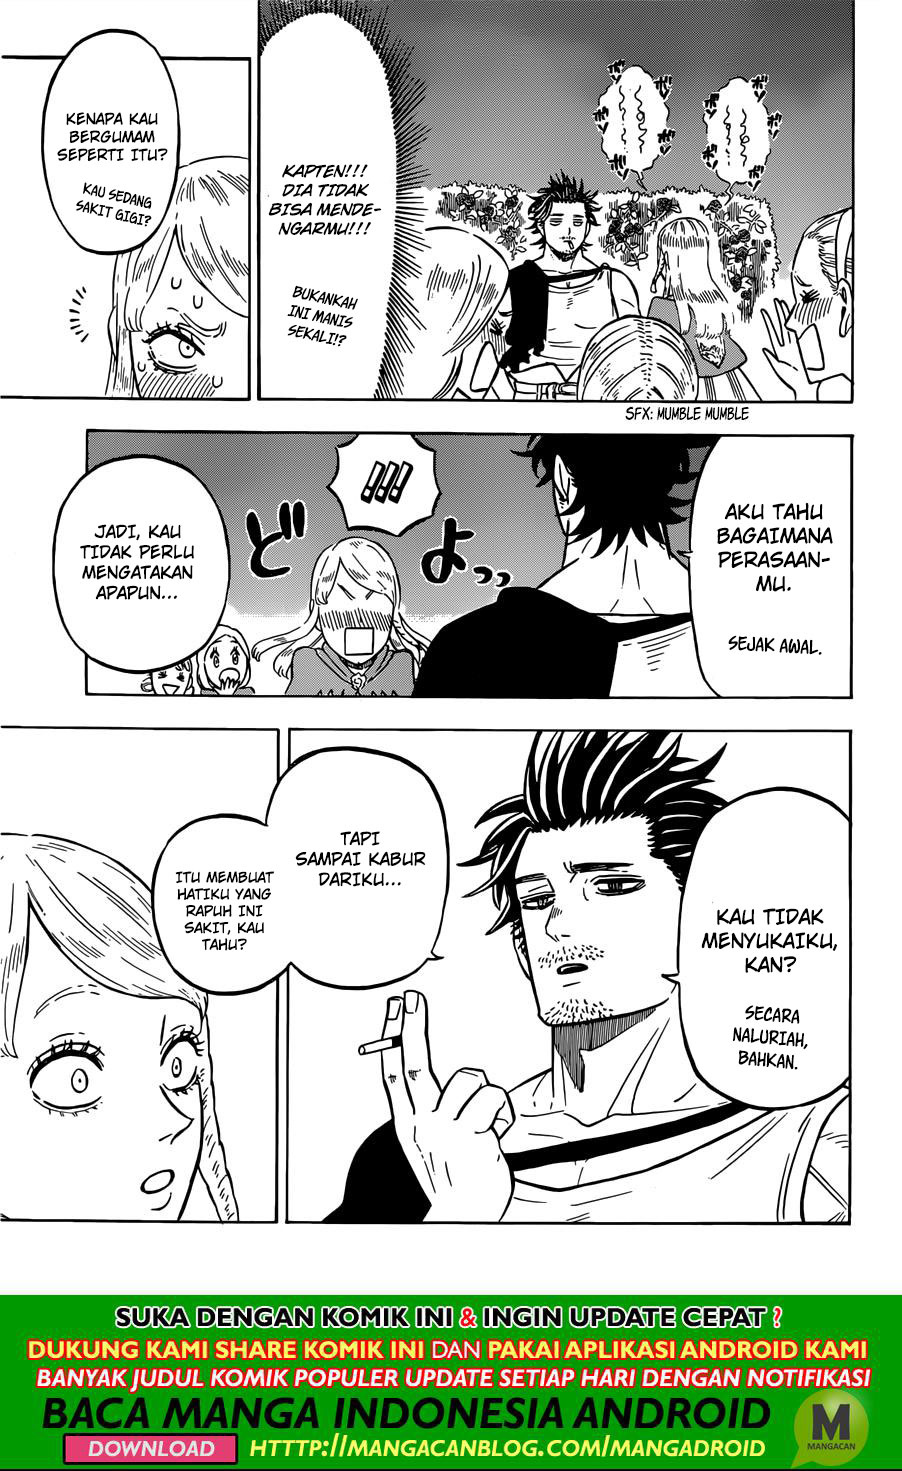 KAPTEN!!!
DIA TIDAK
BISA MENDE-
NGARMU!!!
BUKANKAH
INI MANIS
SEKALI!?
SFX: MUMBLE MUMBLE
KENAPA KAU
BERGUMAM
SEPERTI ITU?
KAU SEDANG
SAKIT GIGI?
AKU TAHU
BAGAIMANA
PERASAAN-
MU.
SEJAK AWAL.
!!!
どよっ
JADI, KAU
TIDAK PERLU
MENGATAKAN
APAPUN...
KAU TIDAK
MENYUKAIKU,
KAN?
SECARA
NALURIAH,
BAHKAN.
TAPI
SAMPAI KABUR
DARIKU...
ITU MEMBUAT
HATIKU YANG
RAPUH INI
SAKIT, KAU
TAHU?
SUKA DENGAN KOMIK INI & INGIN UPDATE CEPAT ?
DUKUNG KAMI SHARE KOMIK INI DAN PAKAI APLIKASI ANDROID KAMI
BANYAK JUDUL KOMIK POPULER UPDATE SETIAP HARI DENGAN NOTIFIKASI
BACA MANGA INDONESIA ANDROID
DOWNLOAD HTTTP://MANGACANBLOG.COM/MANGADROID
M
MANGACAN